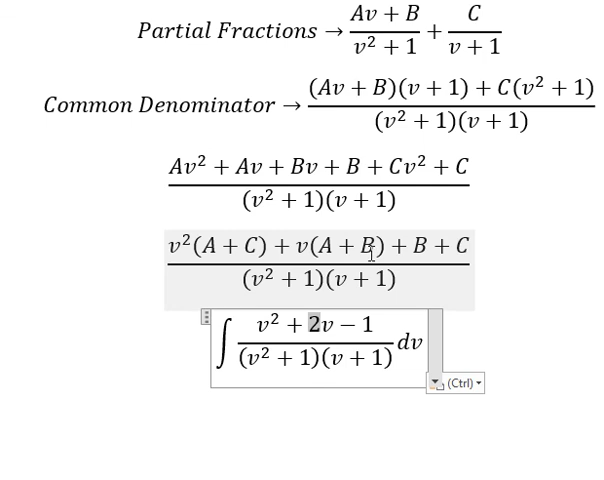 Partial Fractions → (Av + B)/(v² + 1) + C/(v + 1)
Common Denominator → ((Av + B)(v + 1) + C(v² + 1))/((v² + 1)(v + 1))
(Av² + Av + Bv + B + Cv² + C)/((v² + 1)(v + 1))
(v²(A + C) + v(A + B) + B + C)/((v² + 1)(v + 1))
∫ (v² + 2v − 1)/((v² + 1)(v + 1)) dv
(Ctrl)